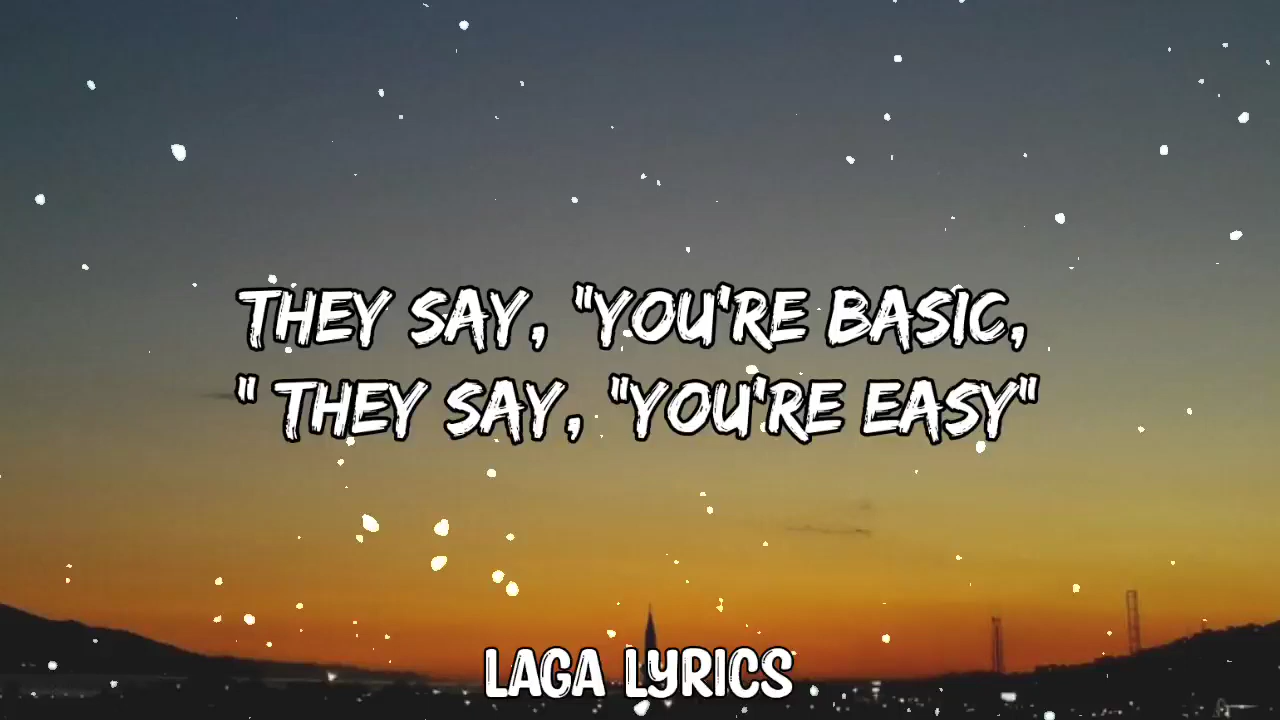 THEY SAY, "YOU'RE BASIC,
" THEY SAY, "YOU'RE EASY"
LAGA LYRICS